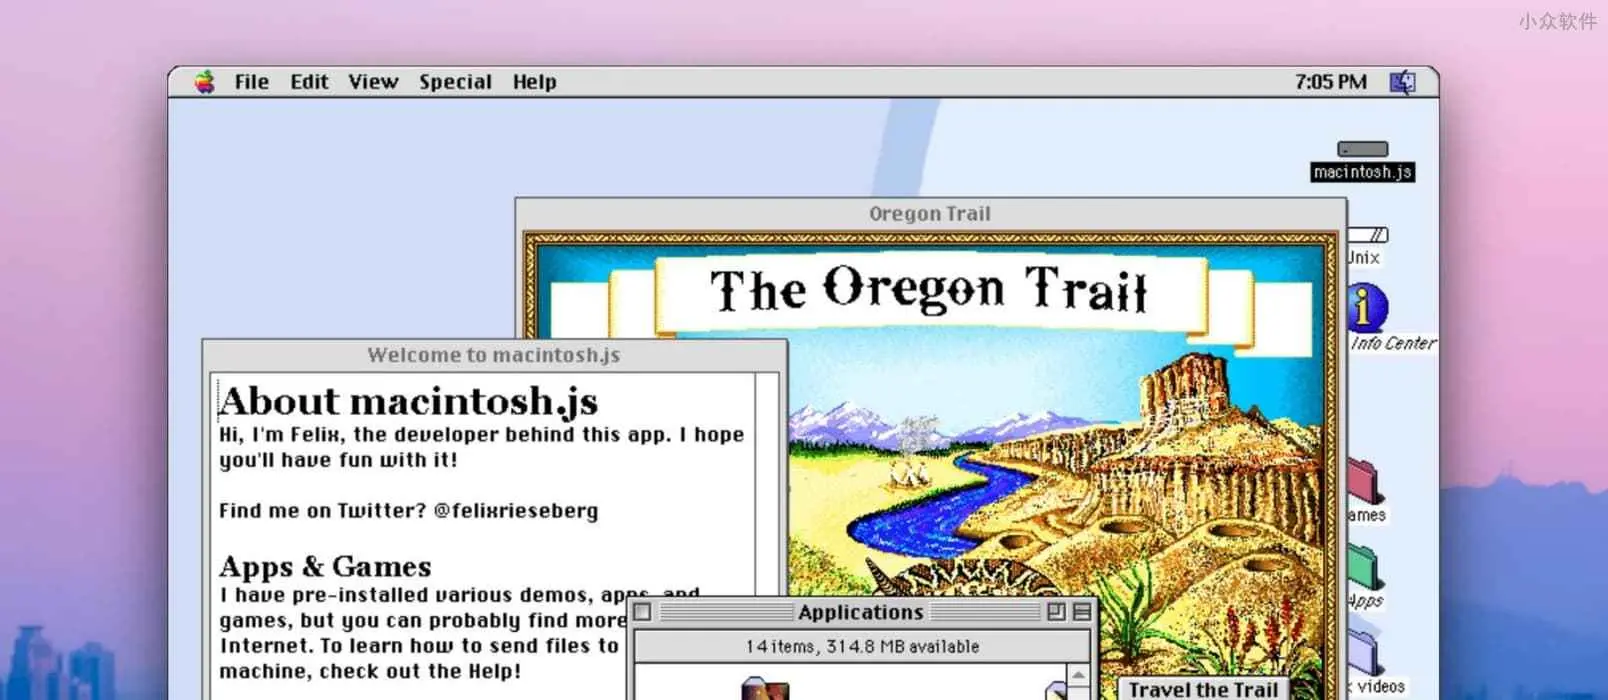 小众软件
File Edit View Special Help
7:05 PM
macintosh.js
Oregon Trail
The Oregon Trail
Unix
Info Center
Welcome to macintosh.js
About macintosh.js
Hi, I'm Felix, the developer behind this app. I hope
you'll have fun with it!
Find me on Twitter? @felixrieseberg
Apps & Games
I have pre-installed various demos, apps, and
games, but you can probably find more
Internet. To learn how to send files to
machine, check out the Help!
Applications
14 items, 314.8 MB available
Travel the Trail
ames
Apps
videos